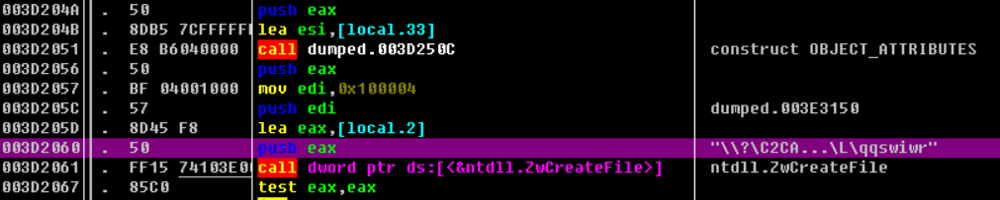 003D204A . 50 push eax
003D204B . 8DB5 7CFFFFFF lea esi,[local.33]
003D2051 . E8 B6040000 call dumped.003D250C construct OBJECT_ATTRIBUTES
003D2056 . 50 push eax
003D2057 . BF 04001000 mov edi,0x100004
003D205C . 57 push edi dumped.003E3150
003D205D . 8D45 F8 lea eax,[local.2]
003D2060 . 50 push eax "\\?\C2CA...\L\qqswiwr"
003D2061 . FF15 74103E0 call dword ptr ds:[<&ntdll.ZwCreateFile>] ntdll.ZwCreateFile
003D2067 . 85C0 test eax,eax